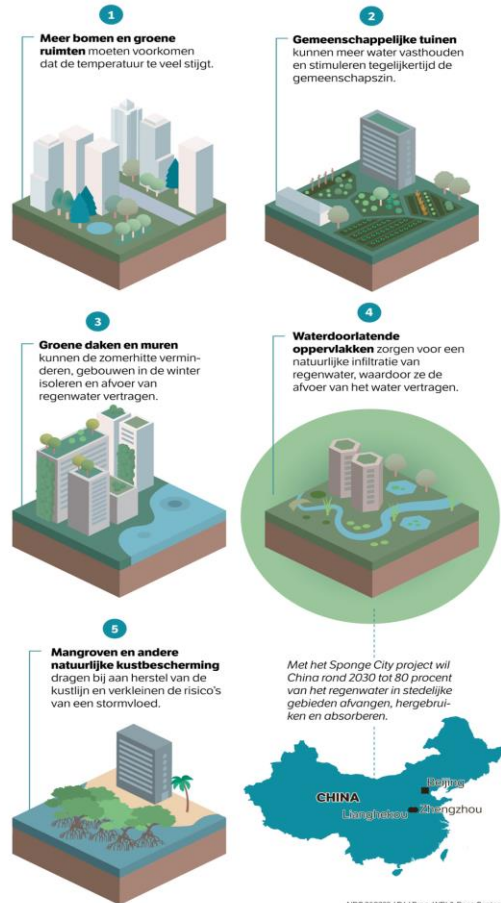 1
Meer bomen en groene
ruimten moeten voorkomen
dat de temperatuur te veel stijgt.
2
Gemeenschappelijke tuinen
kunnen meer water vasthouden
en stimuleren tegelijkertijd de
gemeenschapszin.
3
Groene daken en muren
kunnen de zomerhitte vermin-
deren, gebouwen in de winter
isoleren en afvoer van
regenwater vertragen.
4
Waterdoorlatende
oppervlakken zorgen voor een
natuurlijke infiltratie van
regenwater, waardoor ze de
afvoer van het water vertragen.
5
Mangroven en andere
natuurlijke kustbescherming
dragen bij aan herstel van de
kustlijn en verkleinen de risico's
van een stormvloed.
Met het Sponge City project wil
China rond 2030 tot 80 procent
van het regenwater in stedelijke
gebieden afvangen, hergebrui-
ken en absorberen.
Beijing
CHINA
Lianghekou
Zhengzhou